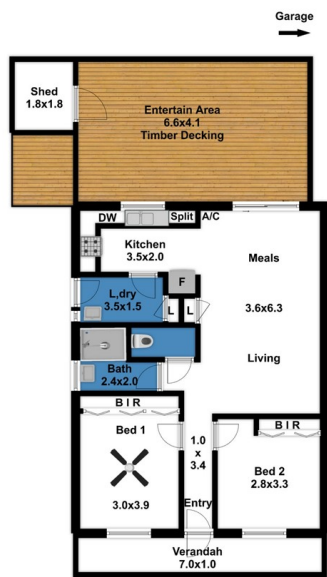 Garage
Shed
1.8x1.8
Entertain Area
6.6x4.1
Timber Decking
DW
Split
A/C
Kitchen
3.5x2.0
Meals
F
L,dry
3.5x1.5
L
L
3.6x6.3
Living
Bath
2.4x2.0
B I R
Bed 1
3.0x3.9
1.0
x
3.4
Entry
B I R
Bed 2
2.8x3.3
Verandah
7.0x1.0